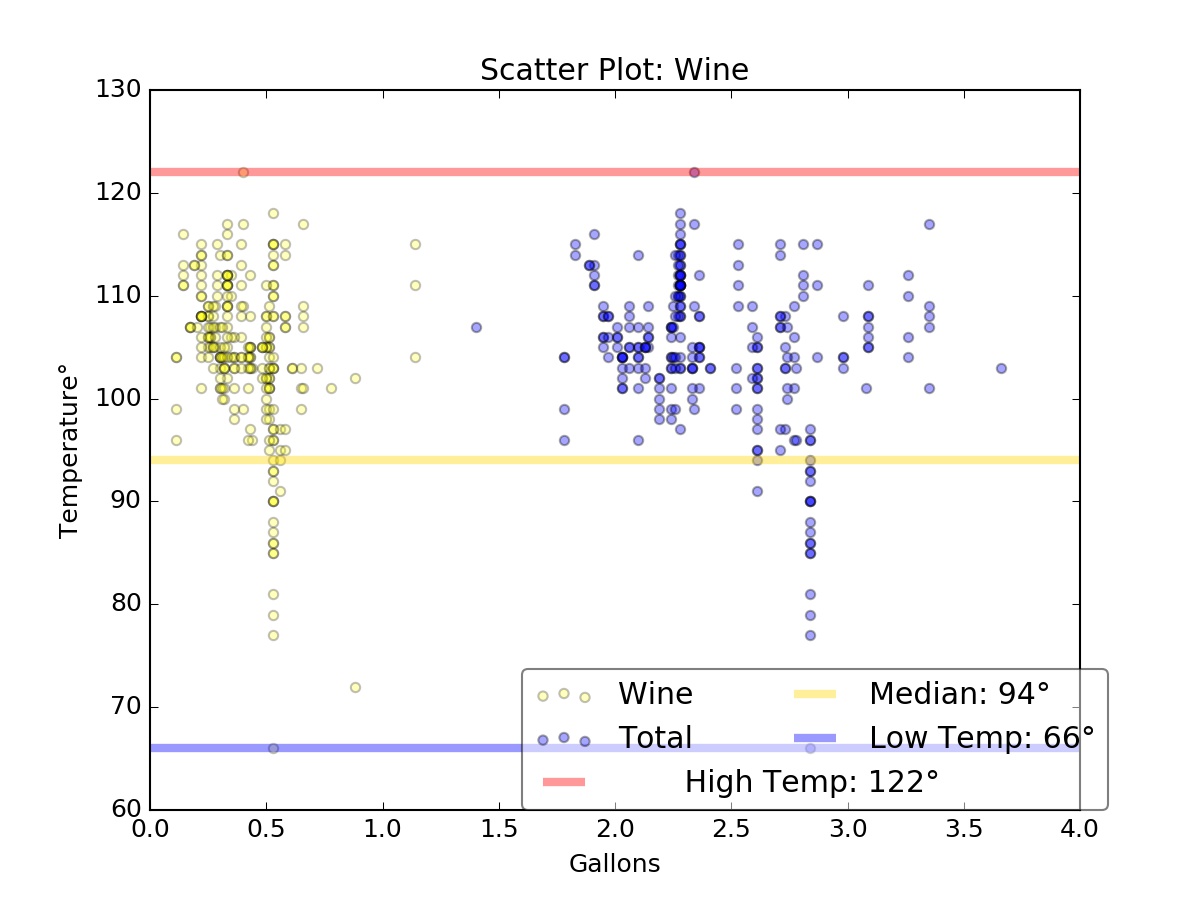 Scatter Plot: Wine
130
120
110
100
90
80
70
60
Temperature°
0.0 0.5 1.0 1.5 2.0 2.5 3.0 3.5 4.0
Gallons
Wine
Total
High Temp: 122°
Median: 94°
Low Temp: 66°